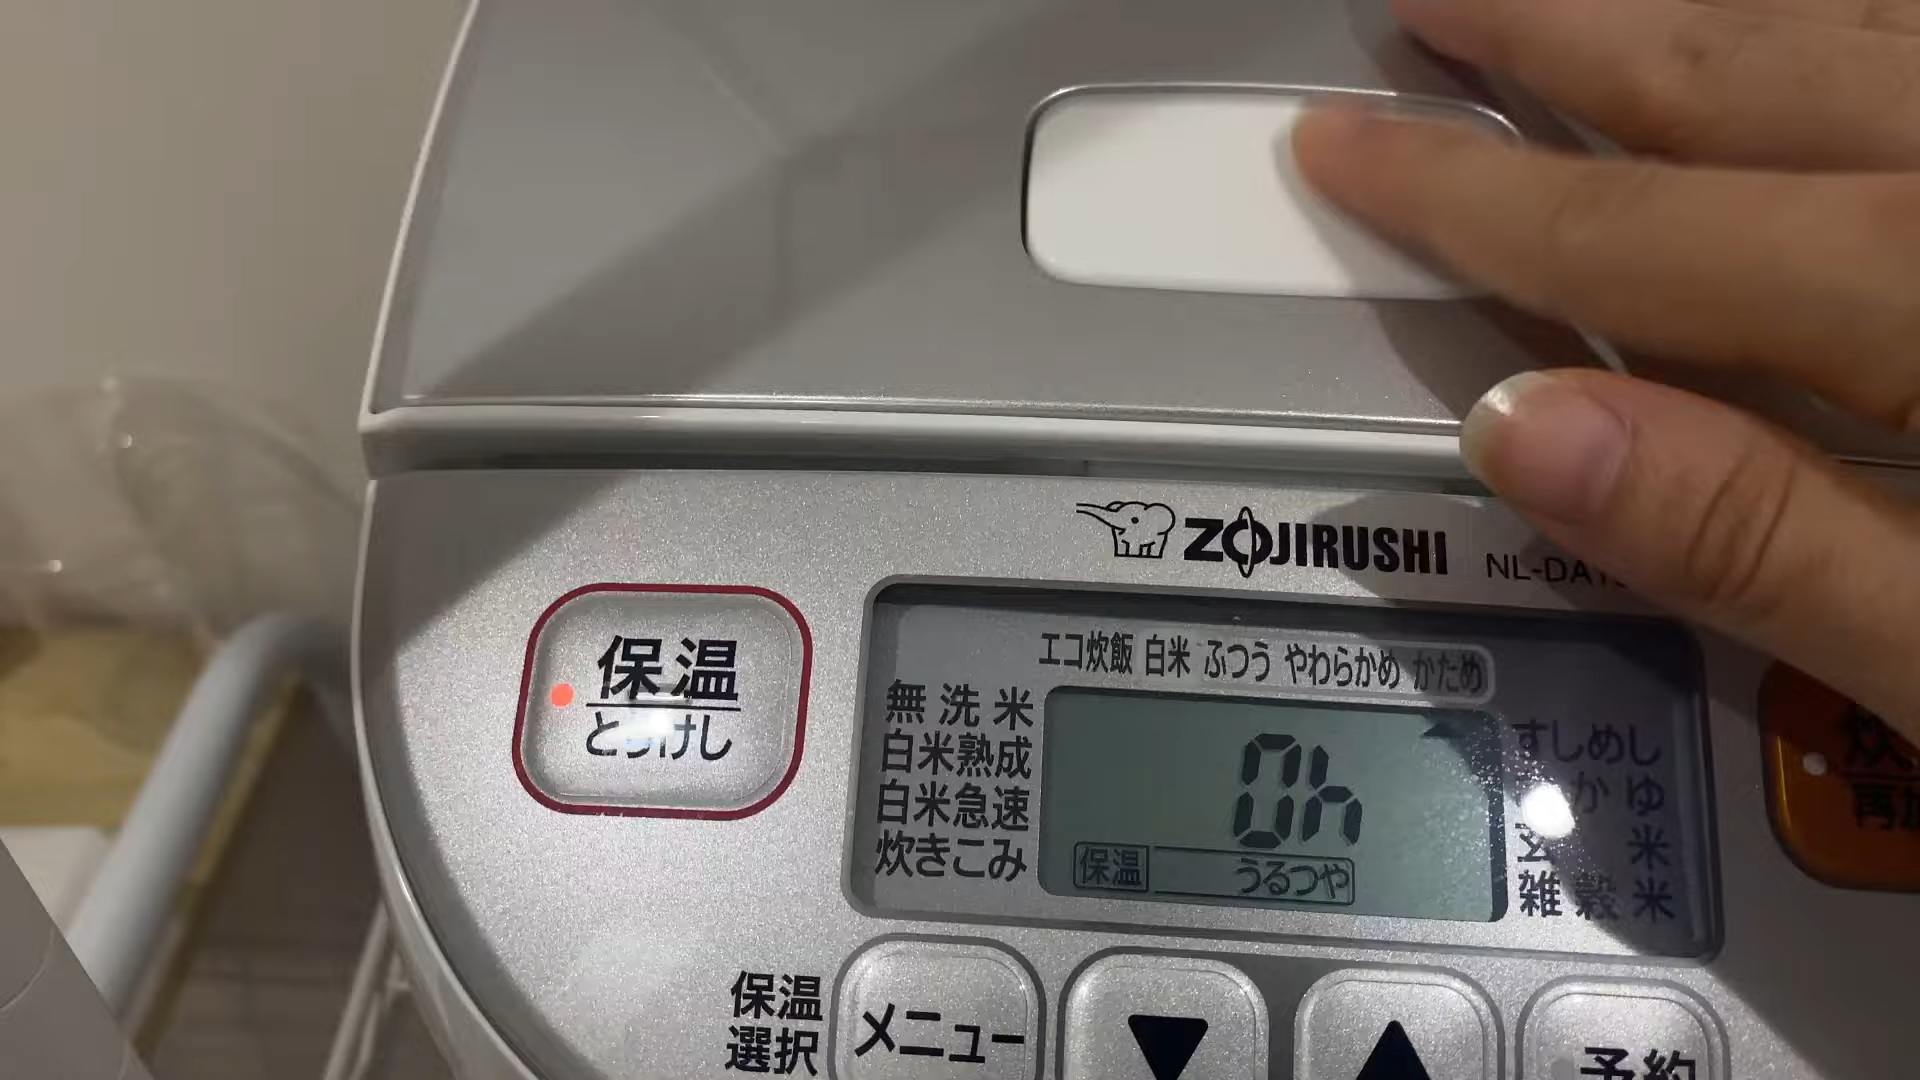 ZOJIRUSHI
保温
とりけし
エコ炊飯 白米 ふつう やわらかめ かため
無洗米
白米熟成
白米急速
炊きこみ
0h
保温 うるつや
すしめし
米
雑穀米
保温
選択
メニュー
▼
▲
予約